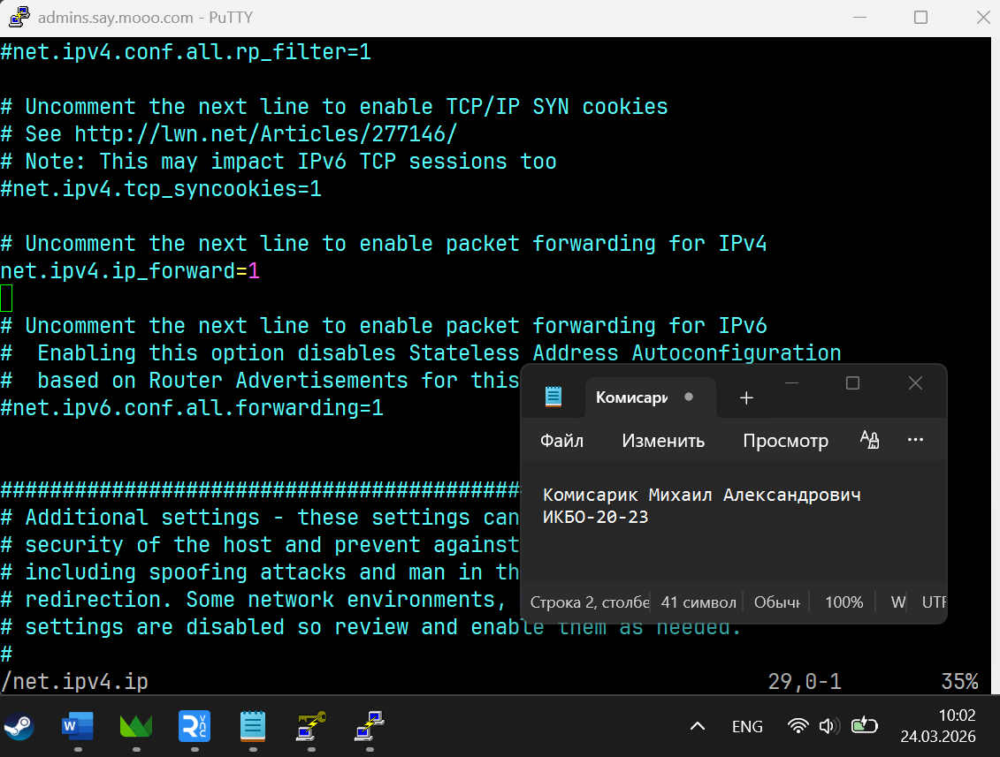 admins.say.mooo.com - PuTTY
#net.ipv4.conf.all.rp_filter=1
# Uncomment the next line to enable TCP/IP SYN cookies
# See http://lwn.net/Articles/277146/
# Note: This may impact IPv6 TCP sessions too
#net.ipv4.tcp_syncookies=1
# Uncomment the next line to enable packet forwarding for IPv4
net.ipv4.ip_forward=1
# Uncomment the next line to enable packet forwarding for IPv6
#  Enabling this option disables Stateless Address Autoconfiguration
#  based on Router Advertisements for this
#net.ipv6.conf.all.forwarding=1
##########################################
# Additional settings - these settings can
# security of the host and prevent against
# including spoofing attacks and man in th
# redirection. Some network environments,
# settings are disabled so review and enable them as needed.
#
/net.ipv4.ip 29,0-1 35%
Комисари
Файл Изменить Просмотр
Комисарик Михаил Александрович
ИКБО-20-23
Строка 2, столбе 41 символ Обычн 100% W UTF
ENG
10:02
24.03.2026